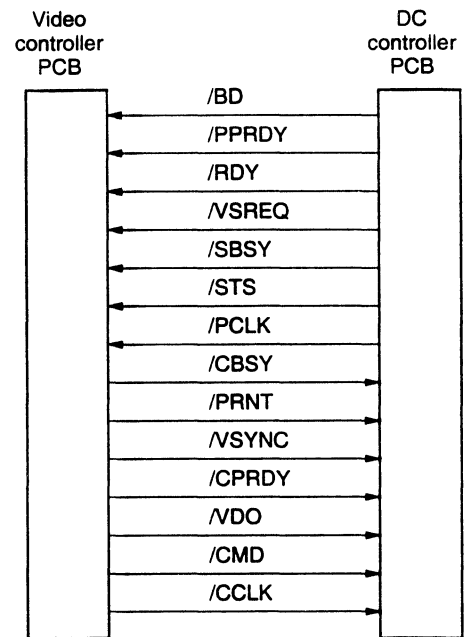 Video
controller
PCB
DC
controller
PCB
/BD
/PPRDY
/RDY
/VSREQ
/SBSY
/STS
/PCLK
/CBSY
/PRNT
/VSYNC
/CPRDY
/VDO
/CMD
/CCLK